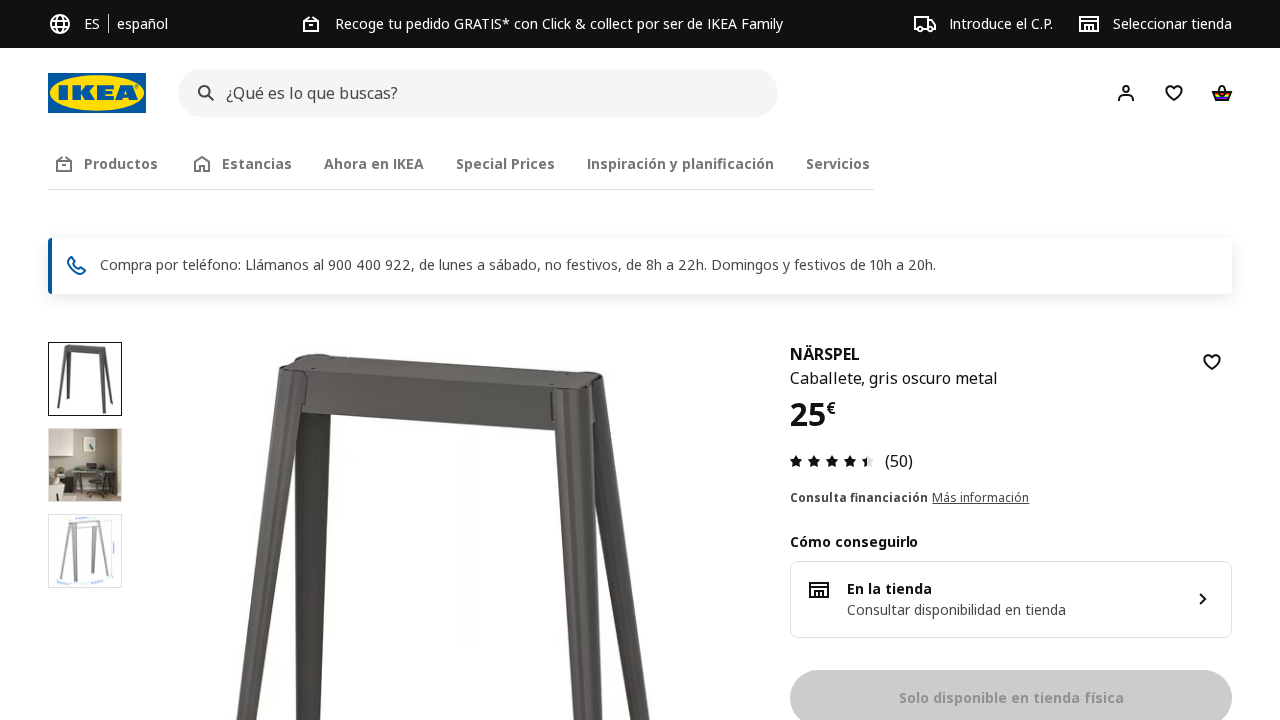 ES
español
Recoge tu pedido GRATIS* con Click & collect por ser de IKEA Family
Introduce el C.P.
Seleccionar tienda
IKEA
¿Qué es lo que buscas?
Productos
Estancias
Ahora en IKEA
Special Prices
Inspiración y planificación
Servicios
Compra por teléfono: Llámanos al 900 400 922, de lunes a sábado, no festivos, de 8h a 22h. Domingos y festivos de 10h a 20h.
NÄRSPEL
Caballete, gris oscuro metal
25€
(50)
Consulta financiación Más información
Cómo conseguirlo
En la tienda
Consultar disponibilidad en tienda
Solo disponible en tienda física